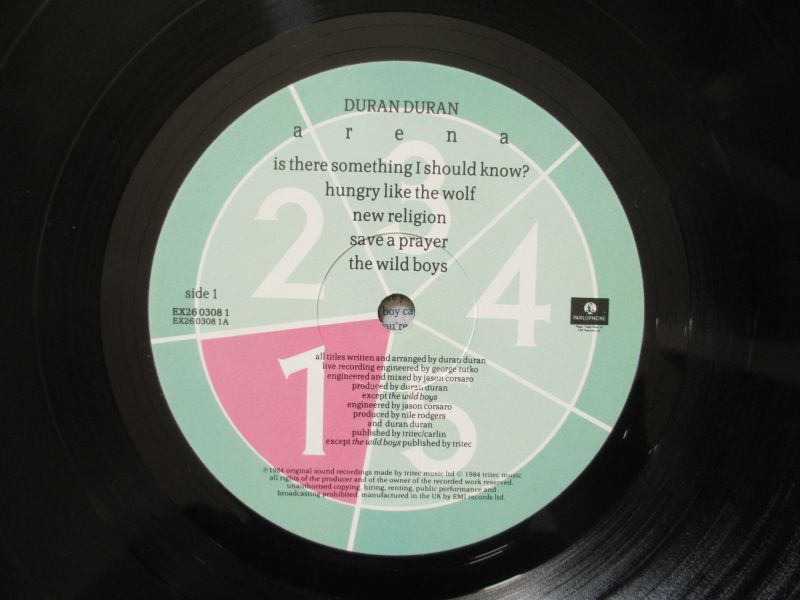 DURAN DURAN
arena
is there something I should know?
hungry like the wolf
new religion
save a prayer
the wild boys
side 1
EX26 0308 1
EX26 0308 1A
PARLOPHONE
boy ca
ou're
1
2
3
4
5
all titles written and arranged by duran duran
live recording engineered by george tutko
engineered and mixed by jason corsaro
produced by duran duran
except the wild boys
engineered by jason corsaro
produced by nile rodgers
and duran duran
published by tritec/carlin
except the wild boys published by tritec
℗ 1984 original sound recordings made by tritec music ltd © 1984 tritec music
all rights of the producer and of the owner of the recorded work reserved.
unauthorised copying, hiring, renting, public performance and
broadcasting prohibited. manufactured in the UK by EMI records ltd.